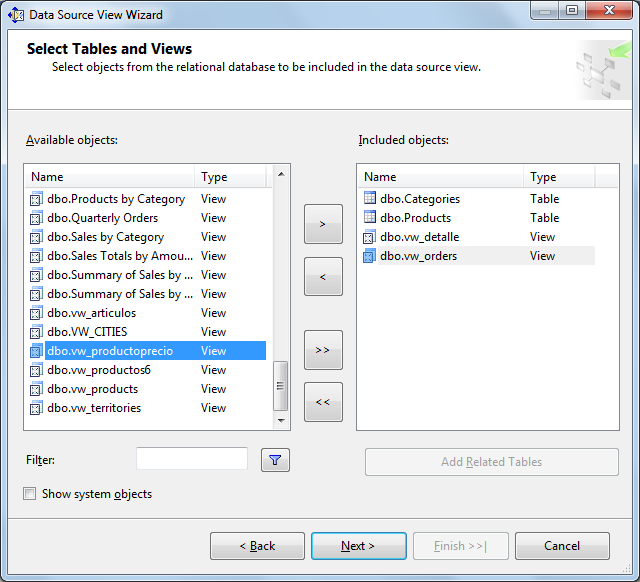 Data Source View Wizard
Select Tables and Views
Select objects from the relational database to be included in the data source view.
Available objects:
Name Type
dbo.Products by Category View
dbo.Quarterly Orders View
dbo.Sales by Category View
dbo.Sales Totals by Amou... View
dbo.Summary of Sales by ... View
dbo.Summary of Sales by ... View
dbo.vw_articulos View
dbo.VW_CITIES View
dbo.vw_productoprecio View
dbo.vw_productos6 View
dbo.vw_products View
dbo.vw_territories View
>
<
>>
<<
Included objects:
Name Type
dbo.Categories Table
dbo.Products Table
dbo.vw_detalle View
dbo.vw_orders View
Filter:
Add Related Tables
Show system objects
< Back
Next >
Finish >>|
Cancel